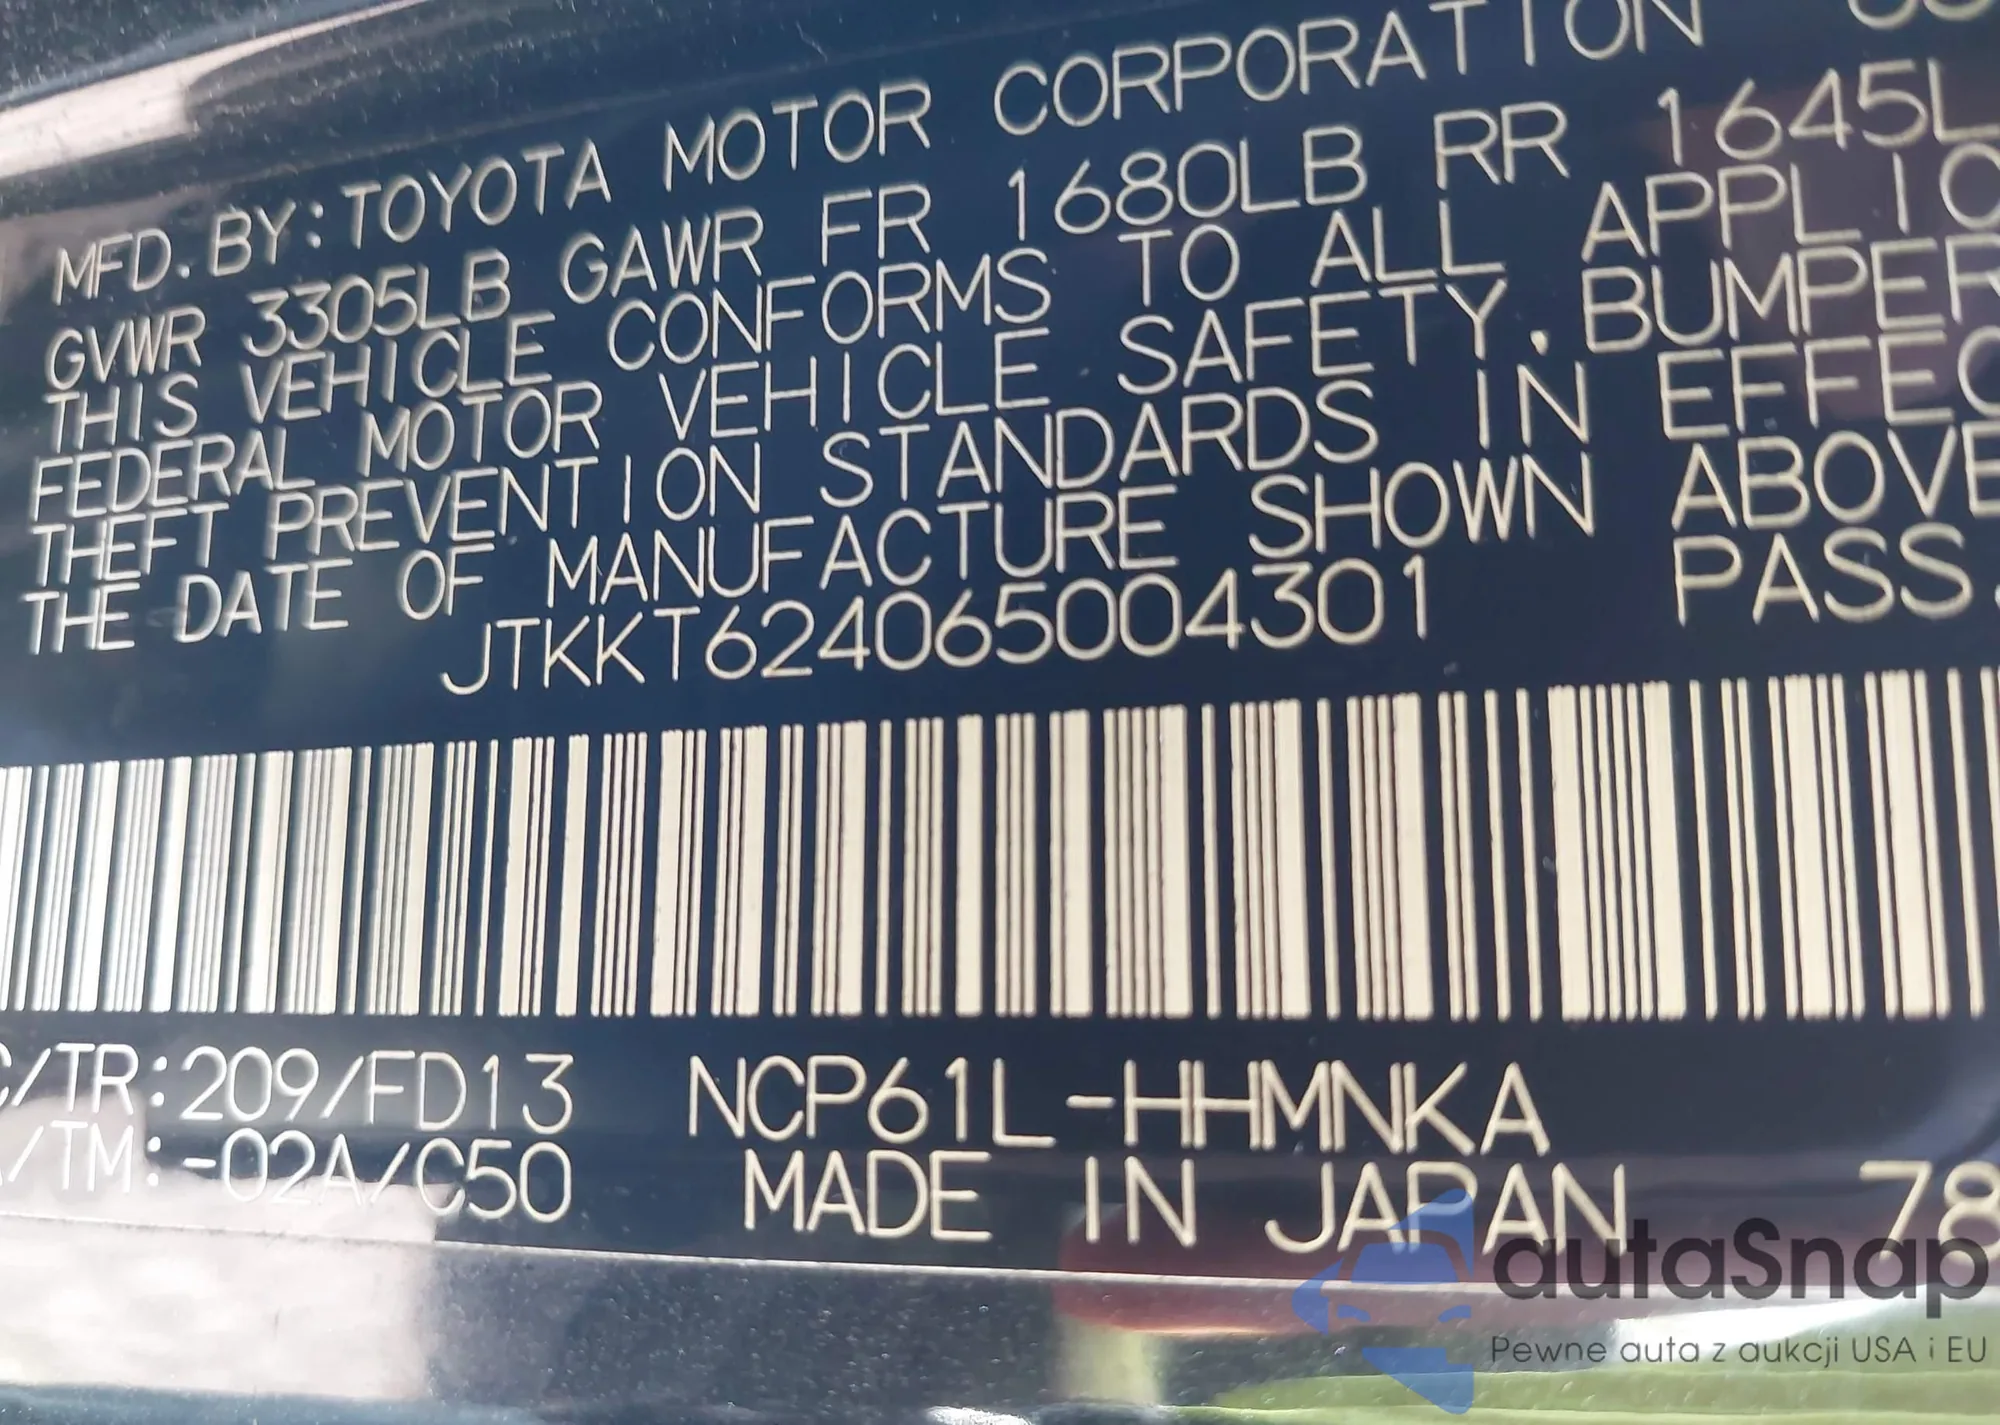 MFD. BY: TOYOTA MOTOR CORPORATION
GVWR 3305LB GAWR FR 1680LB RR 1645L
THIS VEHICLE CONFORMS TO ALL APPLIC
FEDERAL MOTOR VEHICLE SAFETY, BUMPER
THEFT PREVENTION STANDARDS IN EFFEC
THE DATE OF MANUFACTURE SHOWN ABOVE
JTKKT624065004301 PASS.
C/TR:209/FD13 NCP61L-HHMNKA
A/TM:-02A/C50 MADE IN JAPAN 78
autaSnap
Pewne auta z aukcji USA i EU